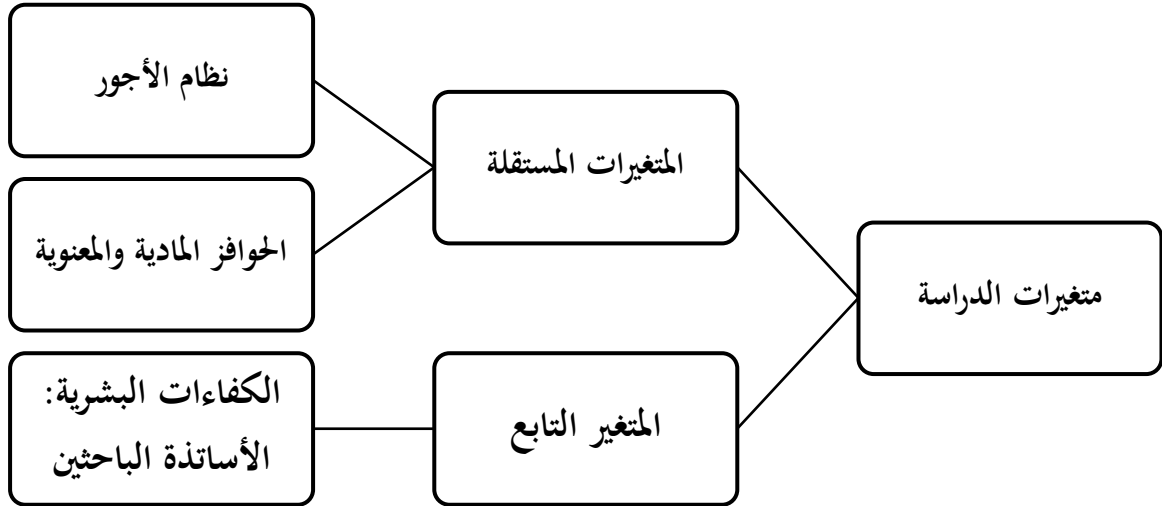 متغيرات الدراسة
المتغيرات المستقلة
نظام الأجور
الحوافز المادية والمعنوية
المتغير التابع
الكفاءات البشرية:
الأساتذة الباحثين